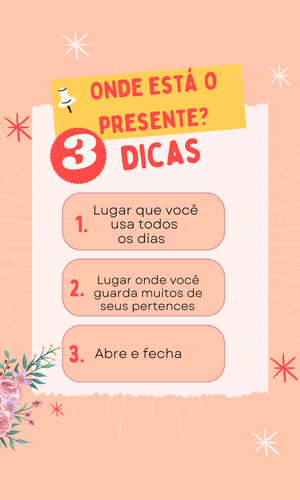 ONDE ESTÁ O
PRESENTE?
3 DICAS
1. Lugar que você
usa todos
os dias
2. Lugar onde você
guarda muitos de
seus pertences
3. Abre e fecha